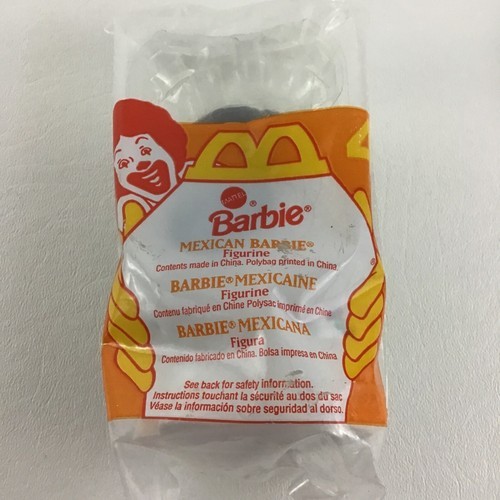 MATTEL
®
Barbie®
MEXICAN BARBIE®
Figurine
Contents made in China. Polybag printed in China.
BARBIE® MEXICAINE
Figurine
Contenu fabriqué en Chine Polysac imprimé en Chine
BARBIE® MEXICANA
Figura
Contenido fabricado en China. Bolsa impresa en China
See back for safety information.
Instructions touchant la sécurité au dos du sac
Véase la información sobre seguridad al dorso.